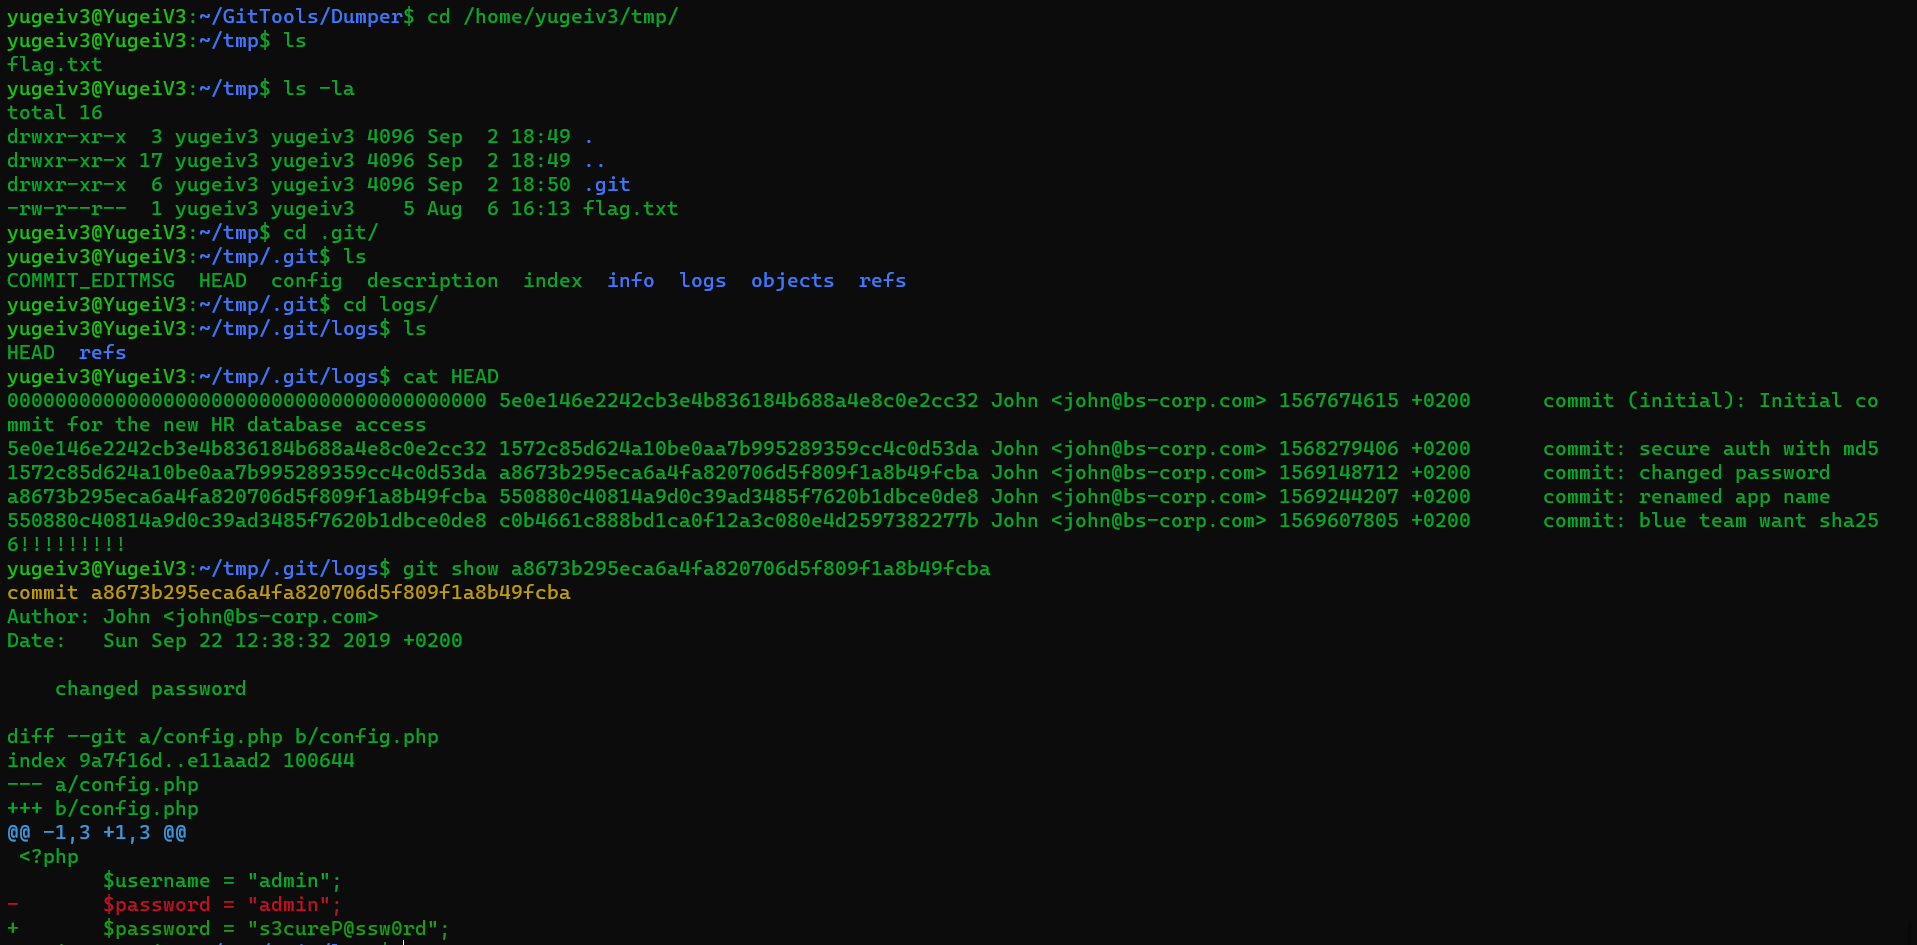 yugeiv3@YugeiV3:~/GitTools/Dumper$ cd /home/yugeiv3/tmp/
yugeiv3@YugeiV3:~/tmp$ ls
flag.txt
yugeiv3@YugeiV3:~/tmp$ ls -la
total 16
drwxr-xr-x  3 yugeiv3 yugeiv3 4096 Sep  2 18:49 .
drwxr-xr-x 17 yugeiv3 yugeiv3 4096 Sep  2 18:49 ..
drwxr-xr-x  6 yugeiv3 yugeiv3 4096 Sep  2 18:50 .git
-rw-r--r--  1 yugeiv3 yugeiv3    5 Aug  6 16:13 flag.txt
yugeiv3@YugeiV3:~/tmp$ cd .git/
yugeiv3@YugeiV3:~/tmp/.git$ ls
COMMIT_EDITMSG  HEAD  config  description  index  info  logs  objects  refs
yugeiv3@YugeiV3:~/tmp/.git$ cd logs/
yugeiv3@YugeiV3:~/tmp/.git/logs$ ls
HEAD  refs
yugeiv3@YugeiV3:~/tmp/.git/logs$ cat HEAD
0000000000000000000000000000000000000000 5e0e146e2242cb3e4b836184b688a4e8c0e2cc32 John <john@bs-corp.com> 1567674615 +0200      commit (initial): Initial co
mmit for the new HR database access
5e0e146e2242cb3e4b836184b688a4e8c0e2cc32 1572c85d624a10be0aa7b995289359cc4c0d53da John <john@bs-corp.com> 1568279406 +0200      commit: secure auth with md5
1572c85d624a10be0aa7b995289359cc4c0d53da a8673b295eca6a4fa820706d5f809f1a8b49fcba John <john@bs-corp.com> 1569148712 +0200      commit: changed password
a8673b295eca6a4fa820706d5f809f1a8b49fcba 550880c40814a9d0c39ad3485f7620b1dbce0de8 John <john@bs-corp.com> 1569244207 +0200      commit: renamed app name
550880c40814a9d0c39ad3485f7620b1dbce0de8 c0b4661c888bd1ca0f12a3c080e4d2597382277b John <john@bs-corp.com> 1569607805 +0200      commit: blue team want sha25
6!!!!!!!!!
yugeiv3@YugeiV3:~/tmp/.git/logs$ git show a8673b295eca6a4fa820706d5f809f1a8b49fcba
commit a8673b295eca6a4fa820706d5f809f1a8b49fcba
Author: John <john@bs-corp.com>
Date:   Sun Sep 22 12:38:32 2019 +0200
    changed password
diff --git a/config.php b/config.php
index 9a7f16d..e11aad2 100644
--- a/config.php
+++ b/config.php
@@ -1,3 +1,3 @@
 <?php
        $username = "admin";
-       $password = "admin";
+       $password = "s3cureP@ssw0rd";